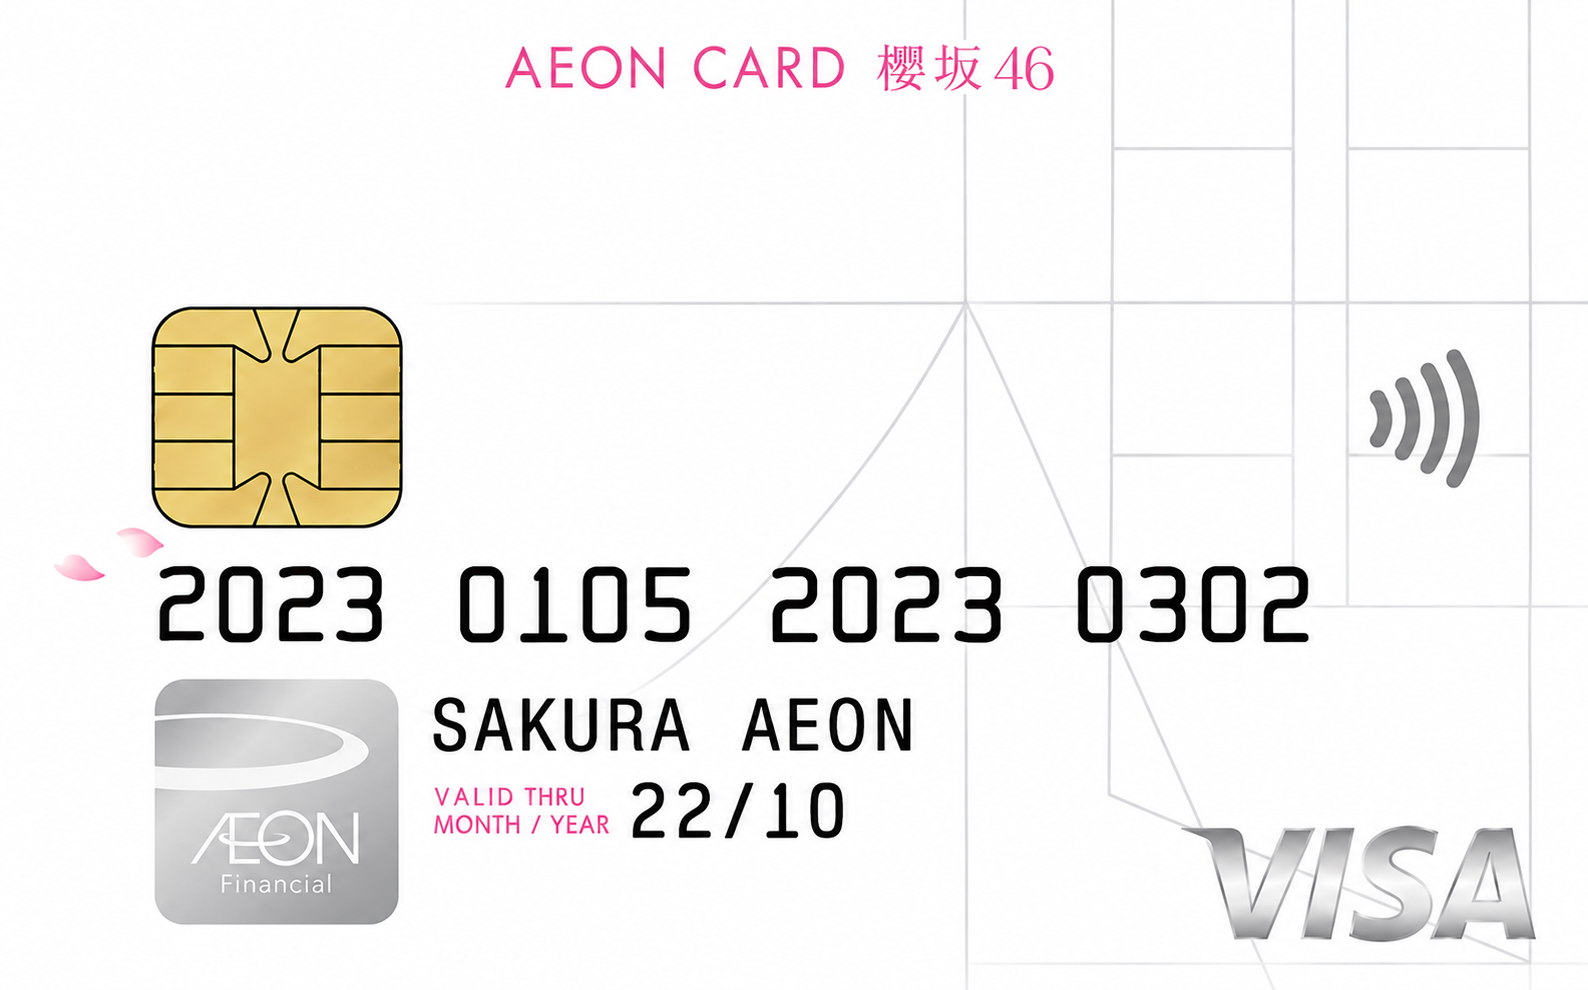 AEON CARD 櫻坂46
2023 0105 2023 0302
SAKURA AEON
VALID THRU
MONTH / YEAR 22/10
AEON
Financial
VISA